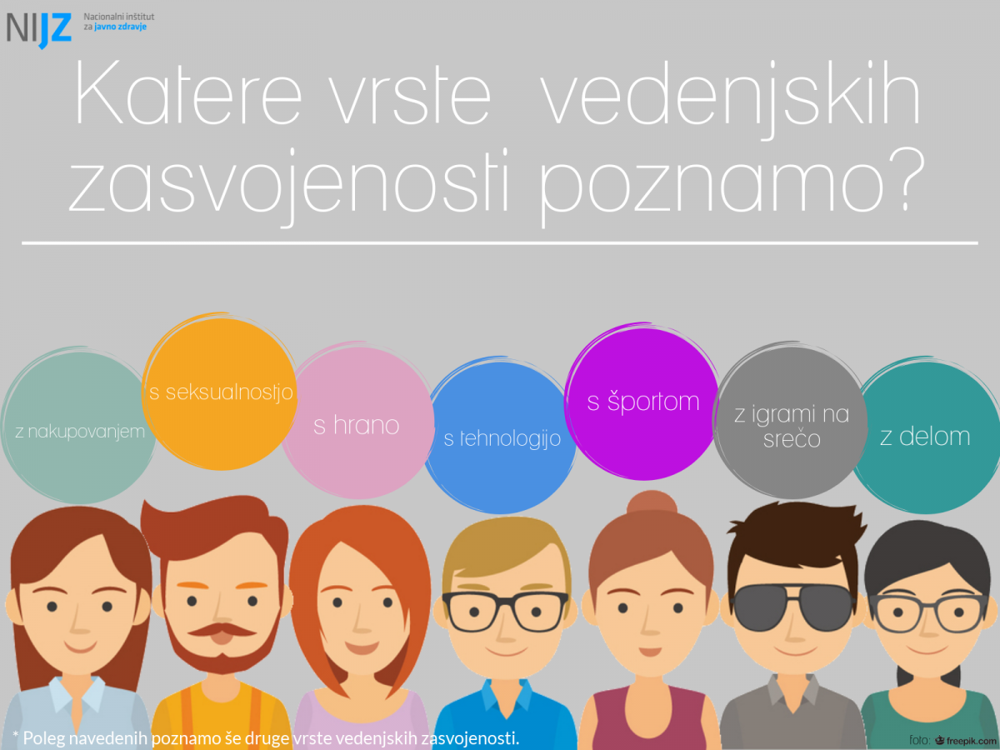 NIJZ
Nacionalni inštitut
za javno zdravje
Katere vrste vedenjskih
zasvojenosti poznamo?
z nakupovanjem
s seksualnostjo
s hrano
s tehnologijo
s športom
z igrami na
srečo
z delom
* Poleg navedenih poznamo še druge vrste vedenjskih zasvojenosti.
foto: freepik.com